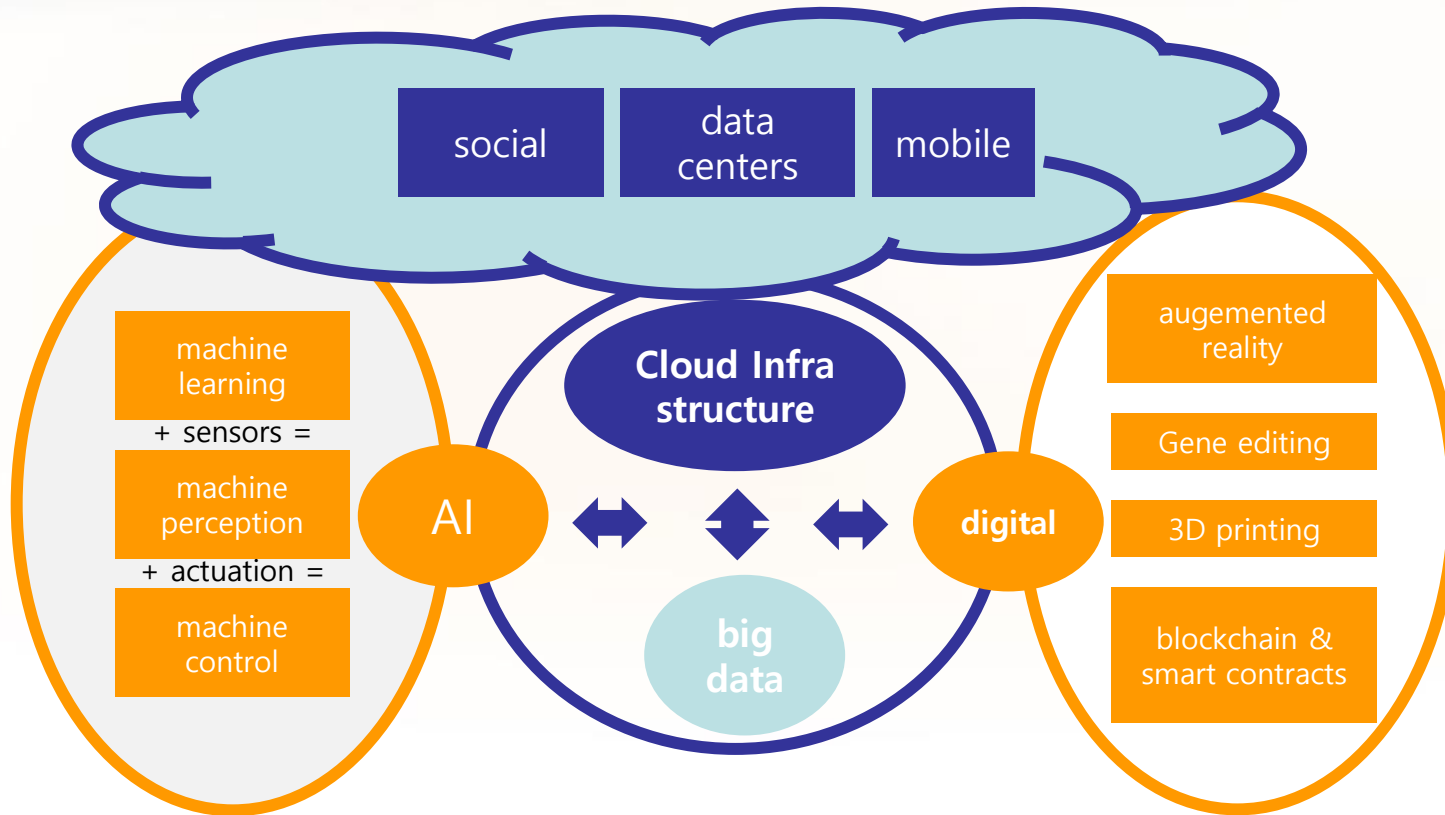 social
data
centers
mobile
Cloud Infra
structure
machine
learning
+ sensors =
machine
perception
+ actuation =
machine
control
AI
big
data
digital
augemented
reality
Gene editing
3D printing
blockchain &
smart contracts